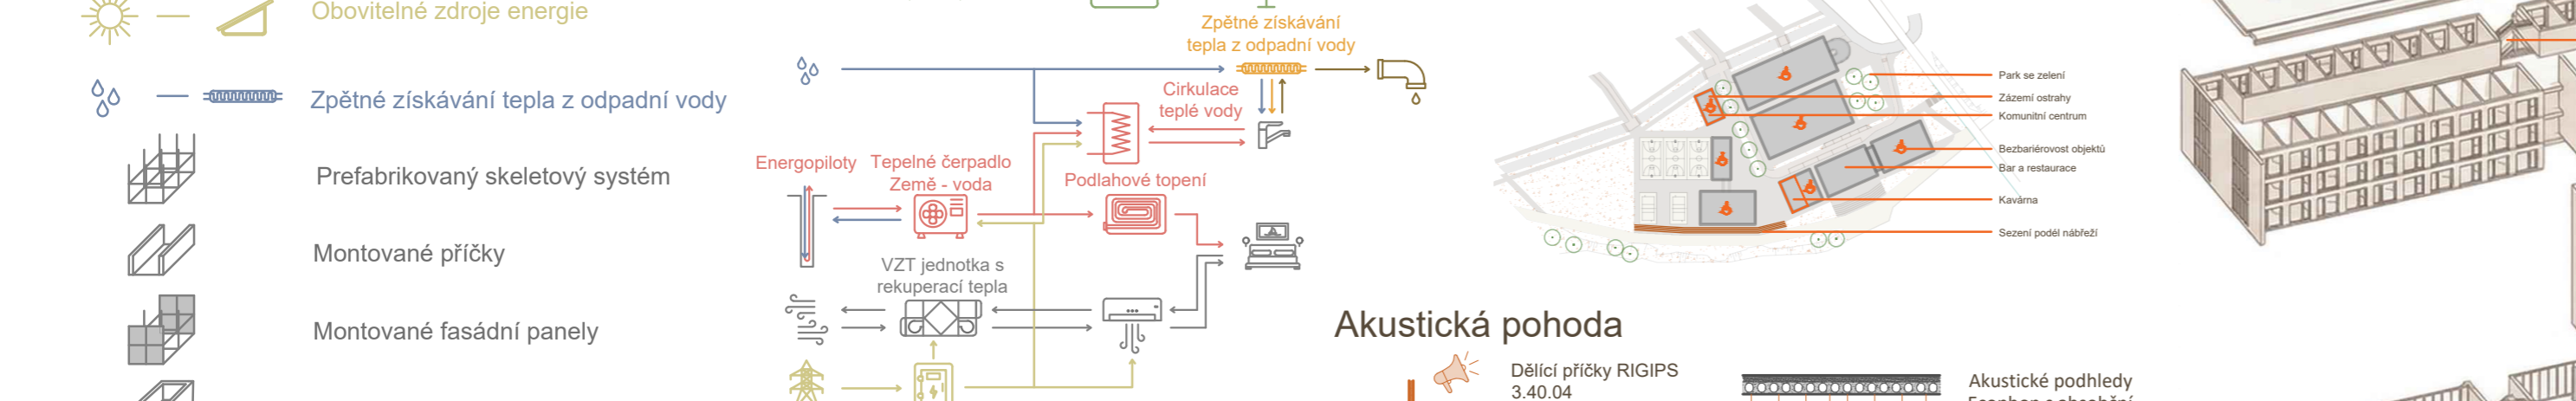 Obovitelné zdroje energie
Zpětné získávání tepla z odpadní vody
Prefabrikovaný skeletový systém
Montované příčky
Montované fasádní panely
Zpětné získávání
tepla z odpadní vody
Cirkulace
teplé vody
Energopiloty
Tepelné čerpadlo
Země - voda
Podlahové topení
VZT jednotka s
rekuperací tepla
Park se zelení
Zázemí ostrahy
Komunitní centrum
Bezbariérovost objektů
Bar a restaurace
Kavárna
Sezení podél nábřeží
Akustická pohoda
Dělící příčky RIGIPS
3.40.04
Akustické podhledy